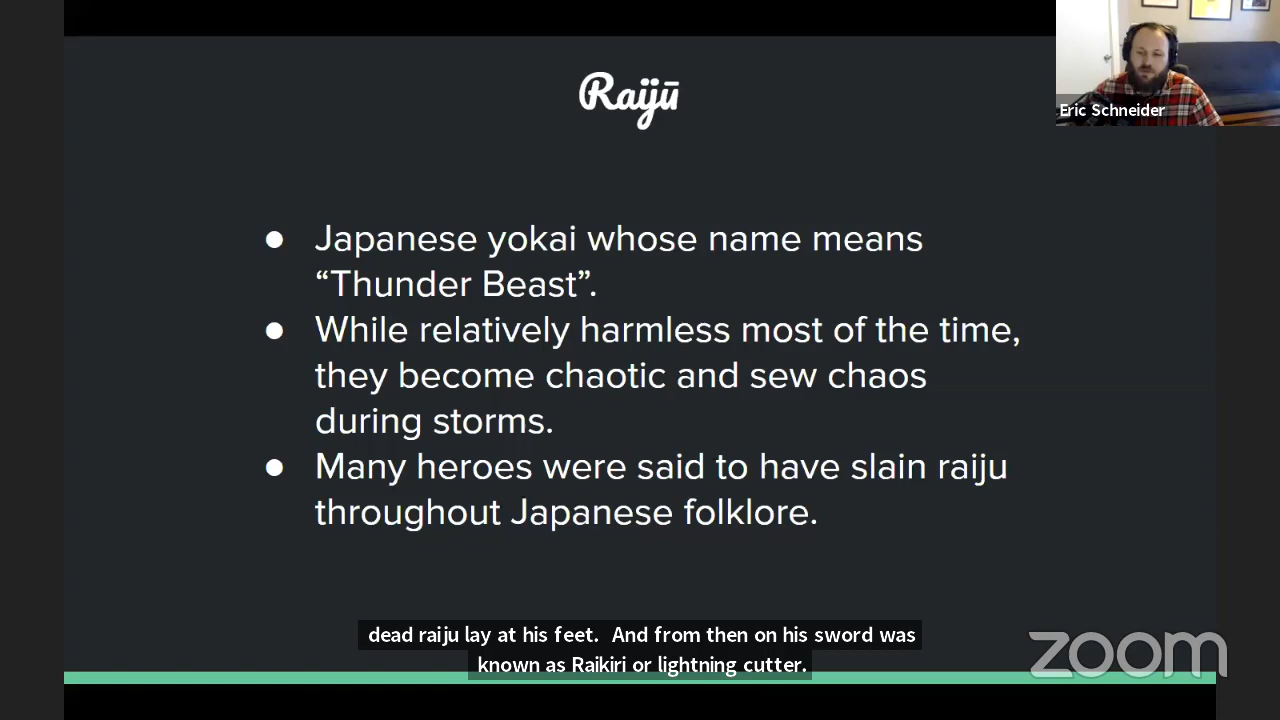 Raijū
Eric Schneider
● Japanese yokai whose name means
“Thunder Beast”.
● While relatively harmless most of the time,
they become chaotic and sew chaos
during storms.
● Many heroes were said to have slain raiju
throughout Japanese folklore.
dead raiju lay at his feet. And from then on his sword was
known as Raikiri or lightning cutter.
zoom